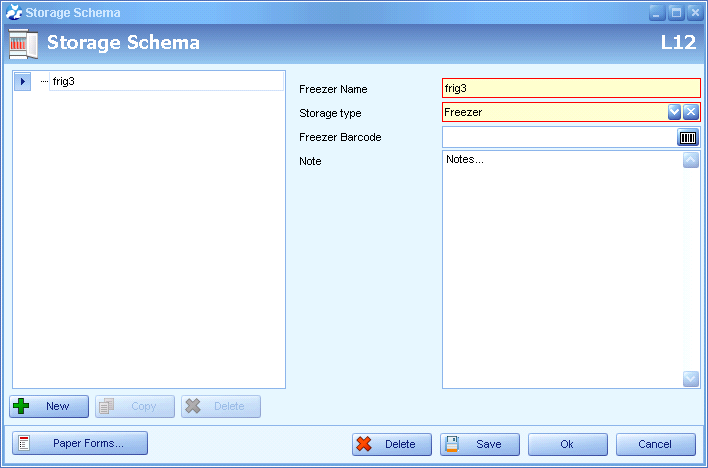 Storage Schema
Storage Schema L12
frig3
Freezer Name frig3
Storage type Freezer
Freezer Barcode
Note Notes...
New Copy Delete
Paper Forms... Delete Save Ok Cancel